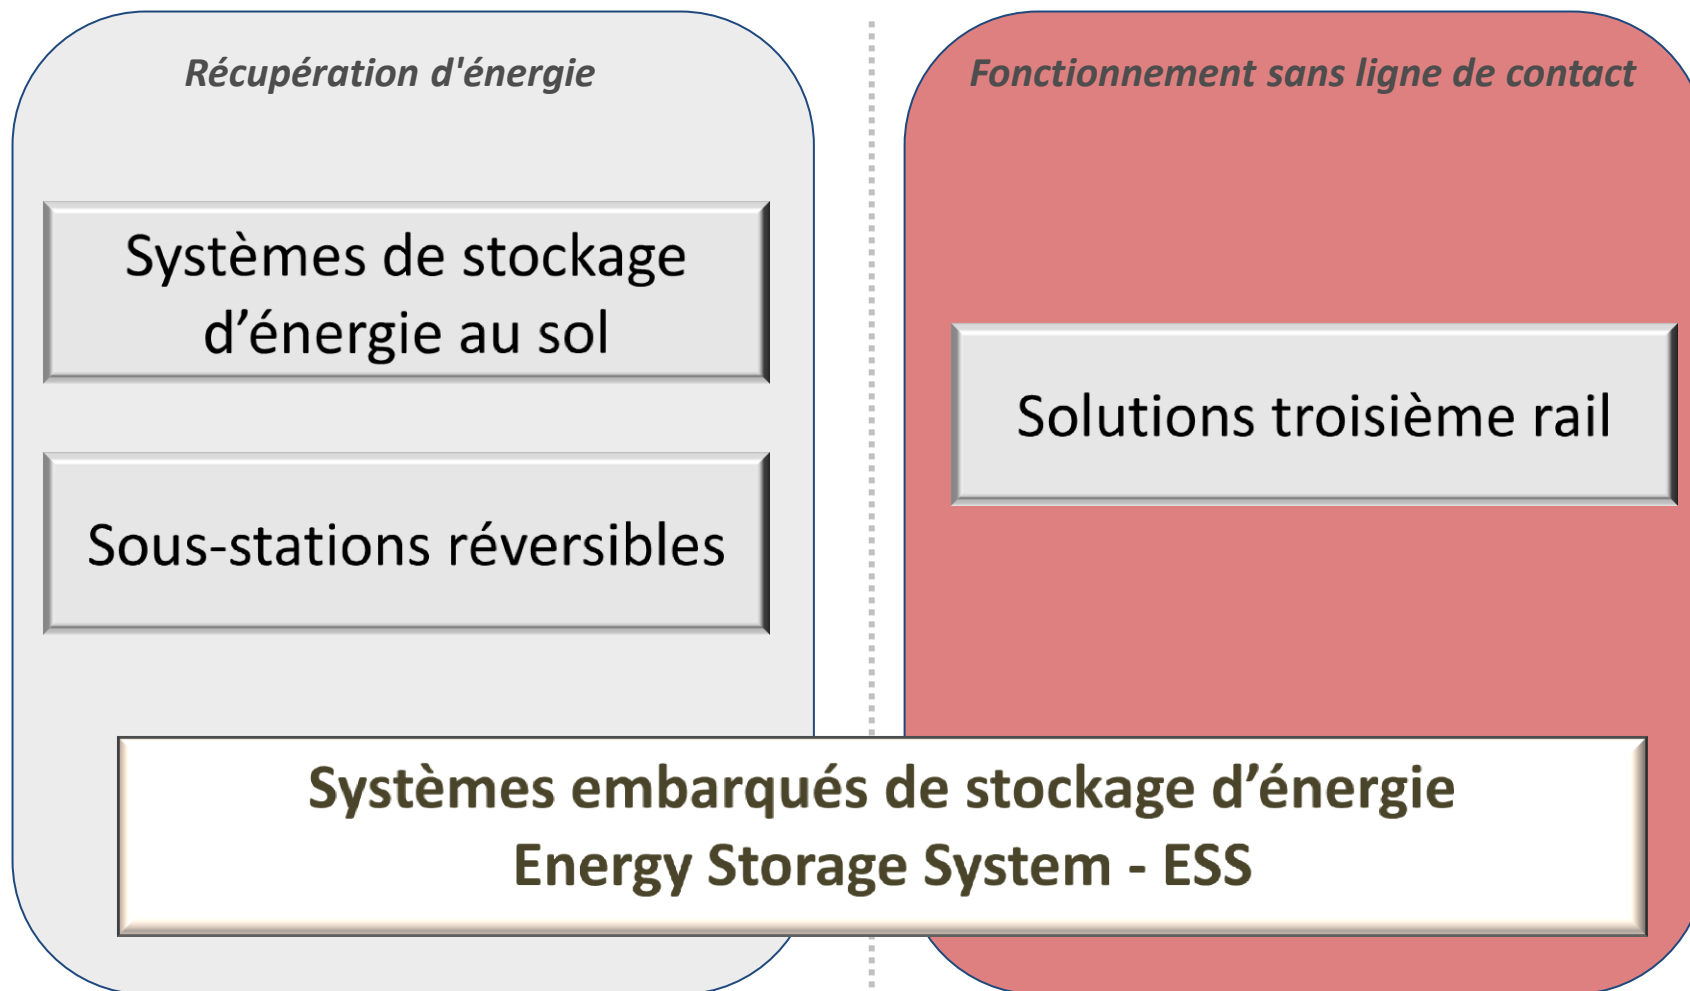 Récupération d'énergie
Systèmes de stockage
d’énergie au sol
Sous-stations réversibles
Fonctionnement sans ligne de contact
Solutions troisième rail
Systèmes embarqués de stockage d’énergie
Energy Storage System - ESS